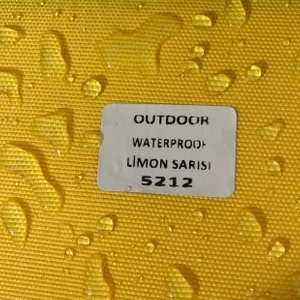 OUTDOOR
WATERPROOF
LİMON SARISI
5212